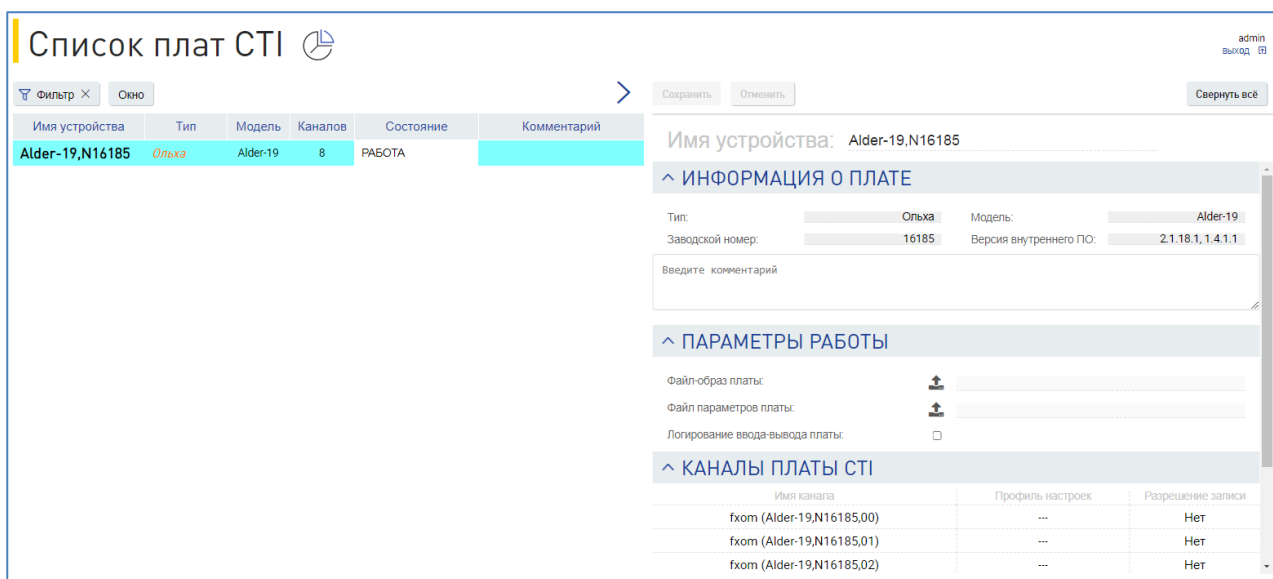 Список плат CTI
admin
выход
Фильтр × Окно
Сохранить Отменить Свернуть всё
Имя устройства Тип Модель Каналов Состояние Комментарий
Alder-19,N16185 Ольха Alder-19 8 РАБОТА
Имя устройства: Alder-19,N16185
ИНФОРМАЦИЯ О ПЛАТЕ
Тип: Ольха Модель: Alder-19
Заводской номер: 16185 Версия внутреннего ПО: 2.1.18.1, 1.4.1.1
Введите комментарий
ПАРАМЕТРЫ РАБОТЫ
Файл-образ платы:
Файл параметров платы:
Логирование ввода-вывода платы:
КАНАЛЫ ПЛАТЫ CTI
Имя канала Профиль настроек Разрешение записи
fxom (Alder-19,N16185,00) --- Нет
fxom (Alder-19,N16185,01) --- Нет
fxom (Alder-19,N16185,02) --- Нет